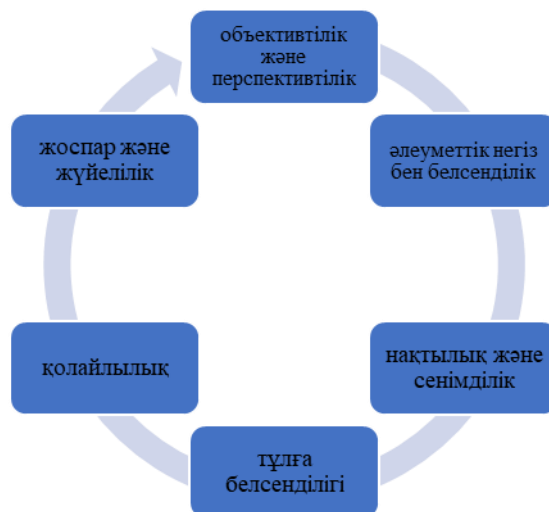 объективтілік
және
перспективтілік
әлеуметтік негіз
бен белсенділік
нақтылық және
сенімділік
тұлға
белсенділігі
қолайлылық
жоспар және
жүйелілік